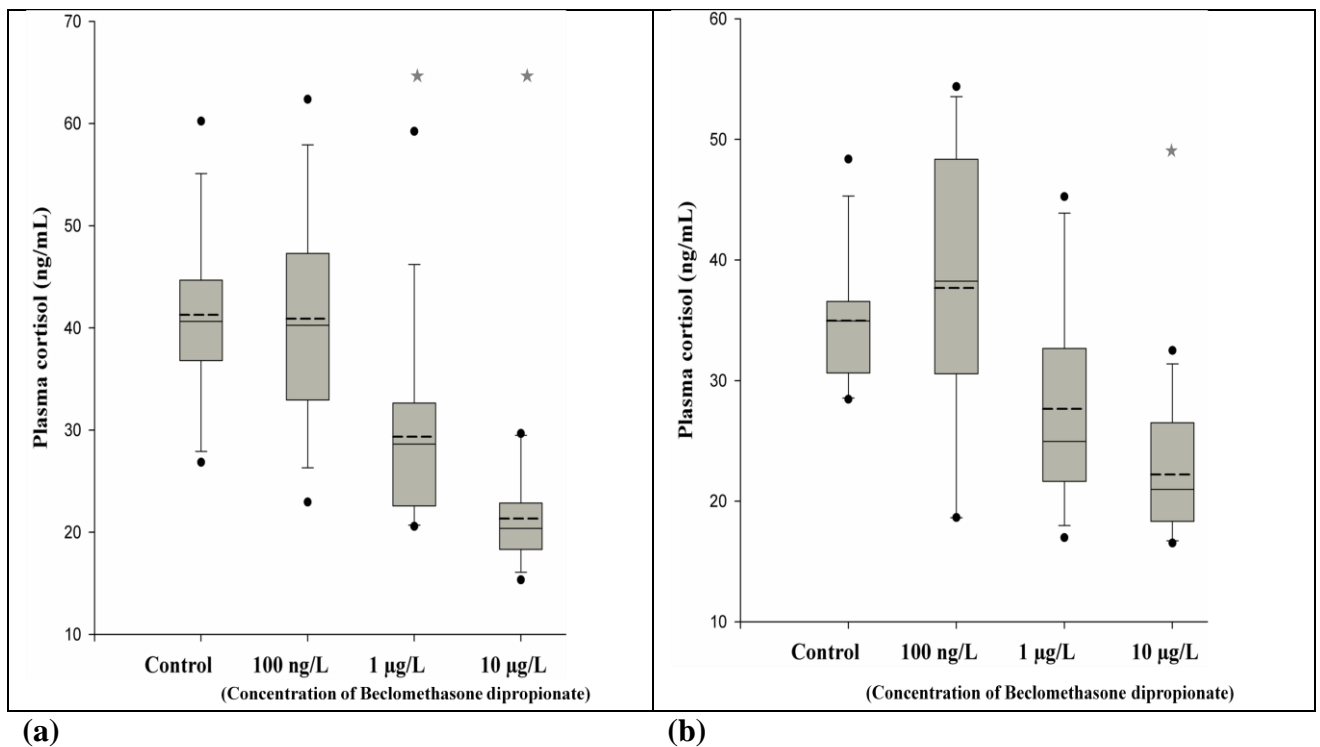 70
60
50
40
30
20
10
Plasma cortisol (ng/mL)
Control 100 ng/L 1 µg/L 10 µg/L
(Concentration of Beclomethasone dipropionate)
(a)
60
50
40
30
20
10
Plasma cortisol (ng/mL)
Control 100 ng/L 1 µg/L 10 µg/L
(Concentration of Beclomethasone dipropionate)
(b)